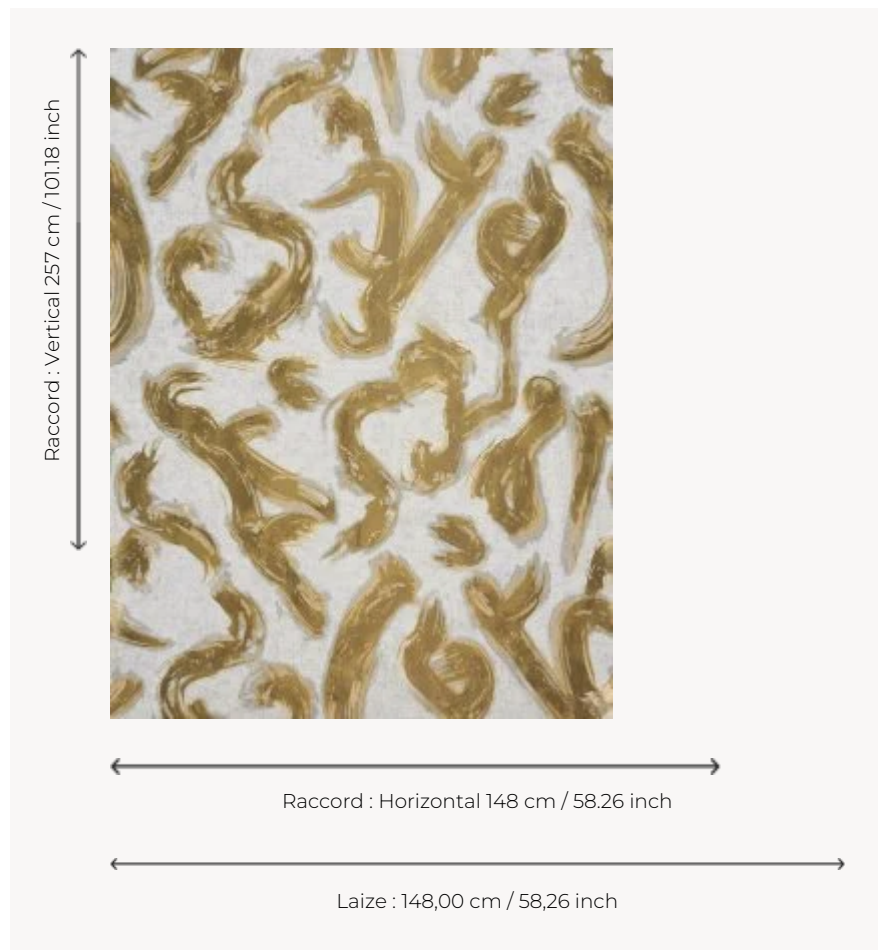 Raccord : Vertical 257 cm / 101.18 inch
Raccord : Horizontal 148 cm / 58.26 inch
Laize : 148,00 cm / 58,26 inch